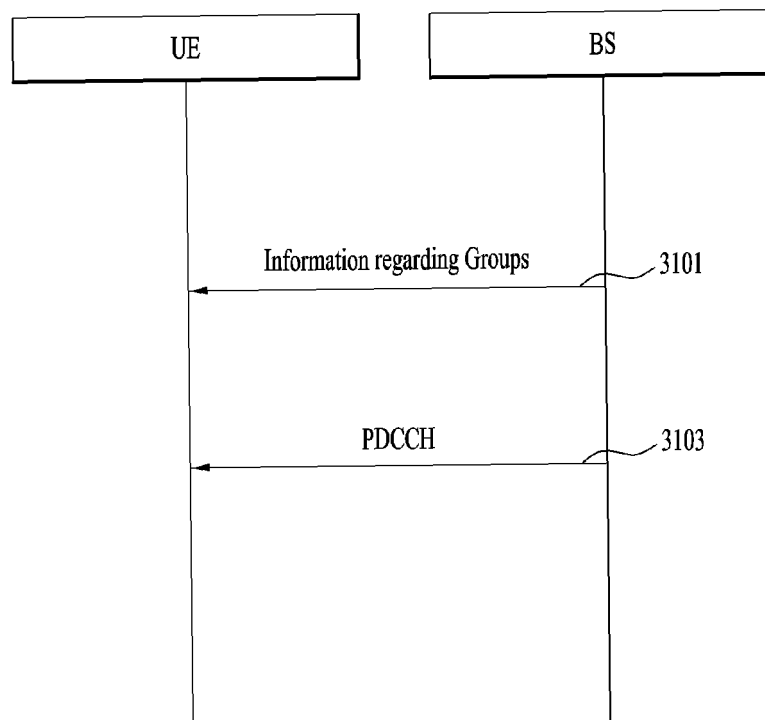 UE
BS
Information regarding Groups
3101
PDCCH
3103